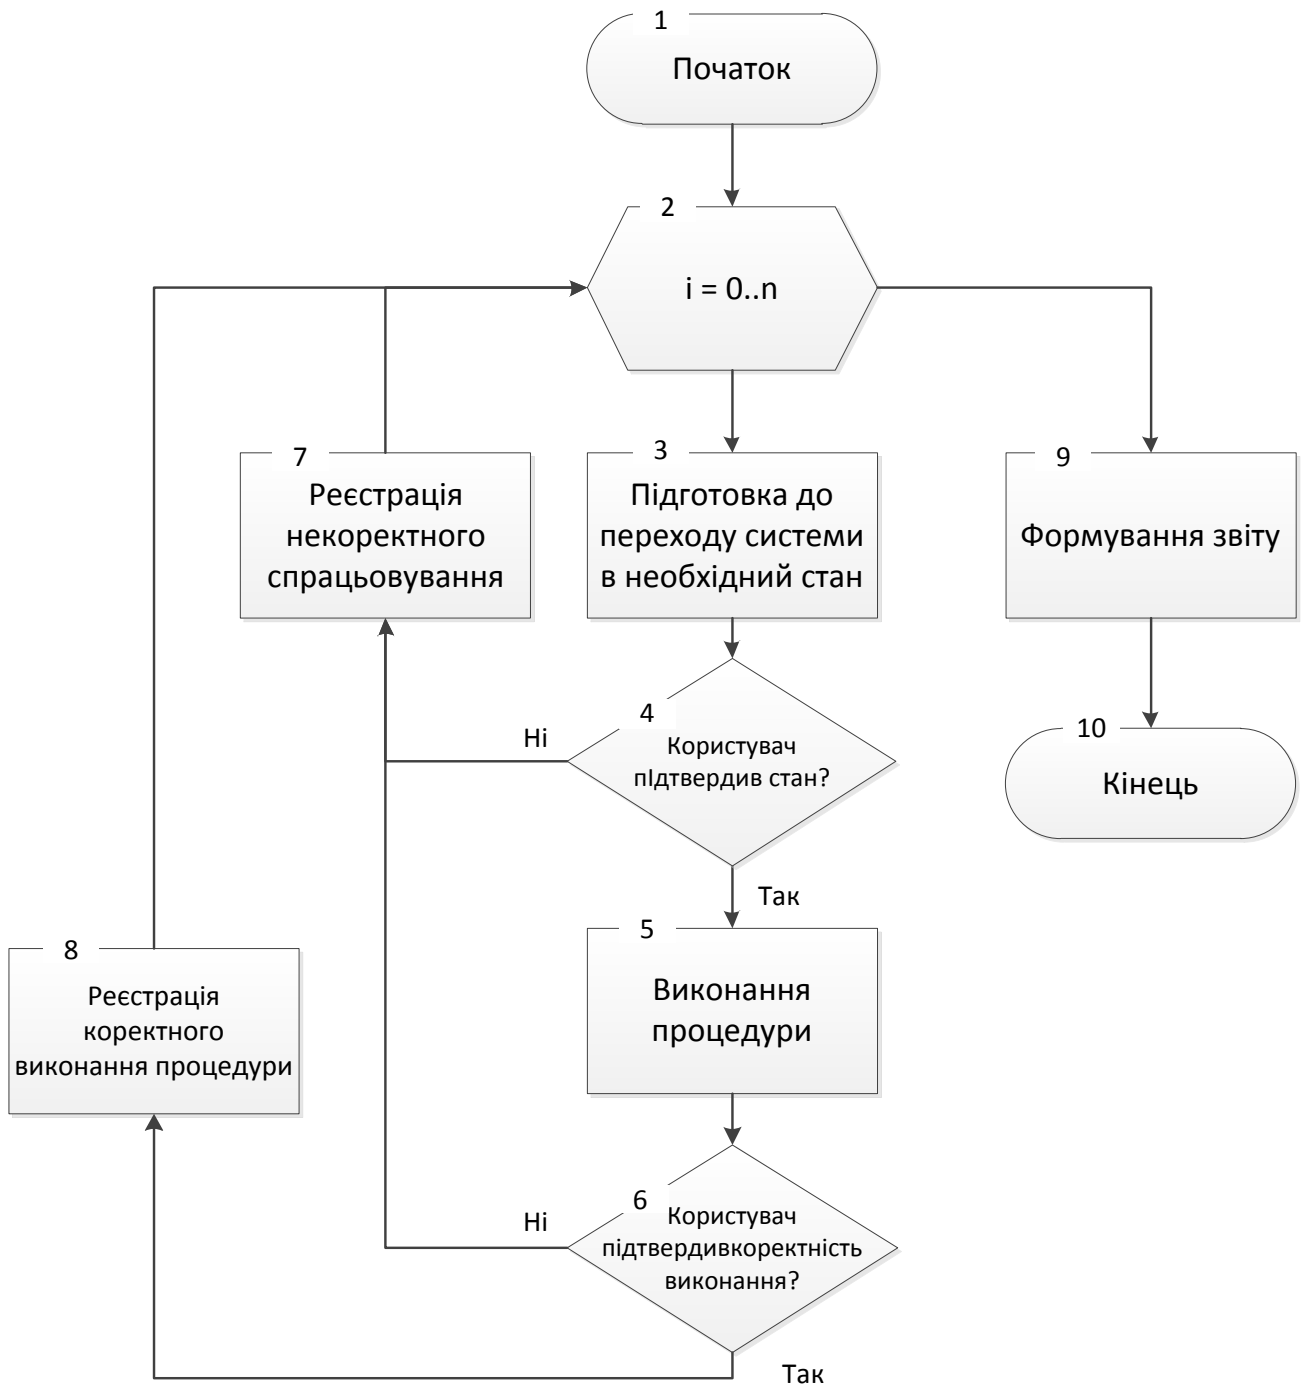 1
Початок
2
i = 0..n
7
Реєстрація
некоректного
спрацьовування
3
Підготовка до
переходу системи
в необхідний стан
9
Формування звіту
4
Користувач
підтвердив стан?
Ні
Так
10
Кінець
5
Виконання
процедури
8
Реєстрація
коректного
виконання процедури
6
Користувач
підтвердивкоректність
виконання?
Ні
Так